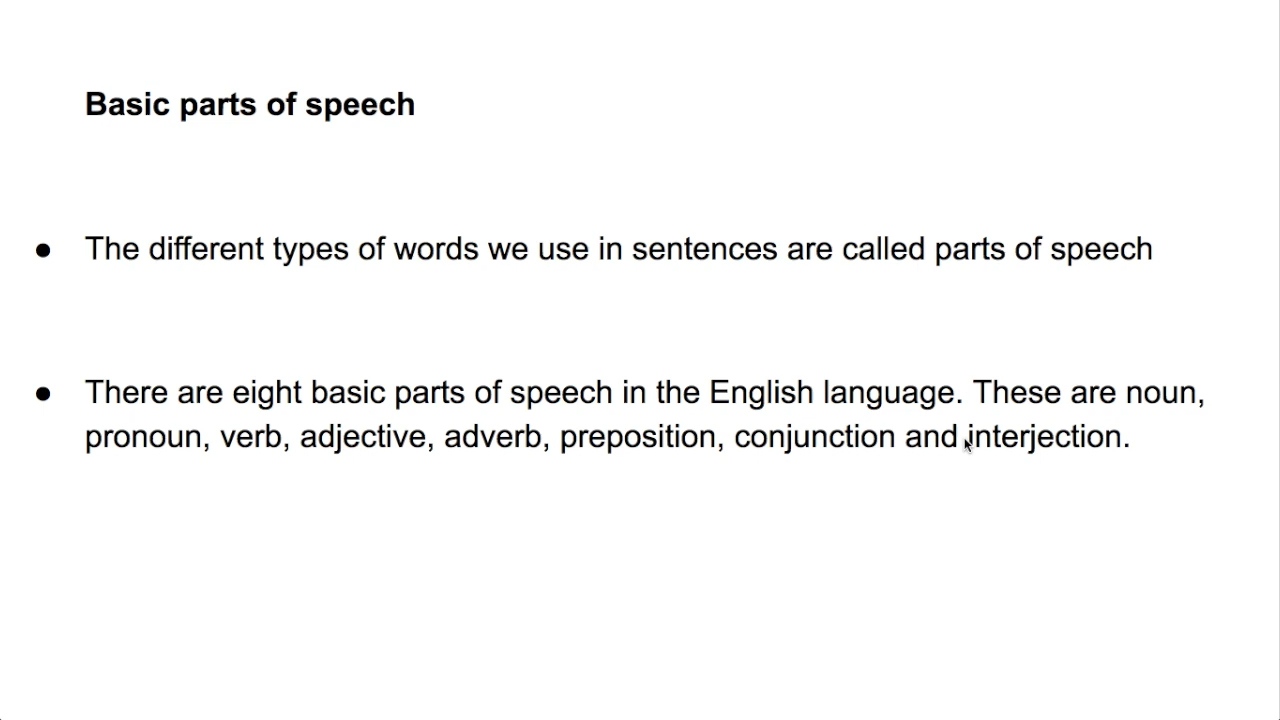 Basic parts of speech
● The different types of words we use in sentences are called parts of speech
● There are eight basic parts of speech in the English language. These are noun,
pronoun, verb, adjective, adverb, preposition, conjunction and interjection.